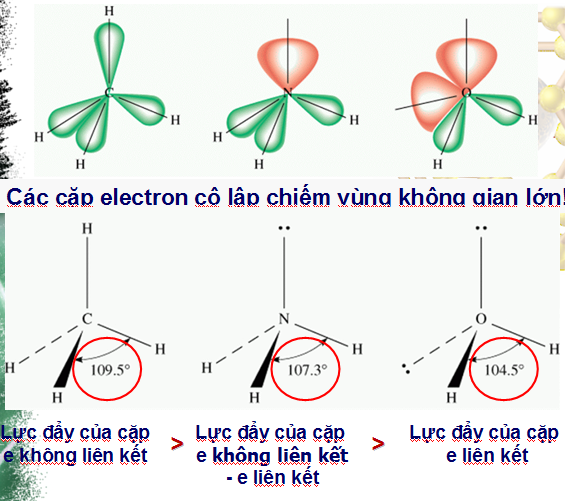 H
C
H
H
H
N
H
H
H
O
H
H
Các cặp electron cô lập chiếm vùng không gian lớn!
H
C
H
H
H
109.5°
N
H
H
H
107.3°
O
H
H
104.5°
Lực đẩy của cặp
e không liên kết
>
Lực đẩy của cặp
e không liên kết
- e liên kết
>
Lực đẩy của cặp
e liên kết